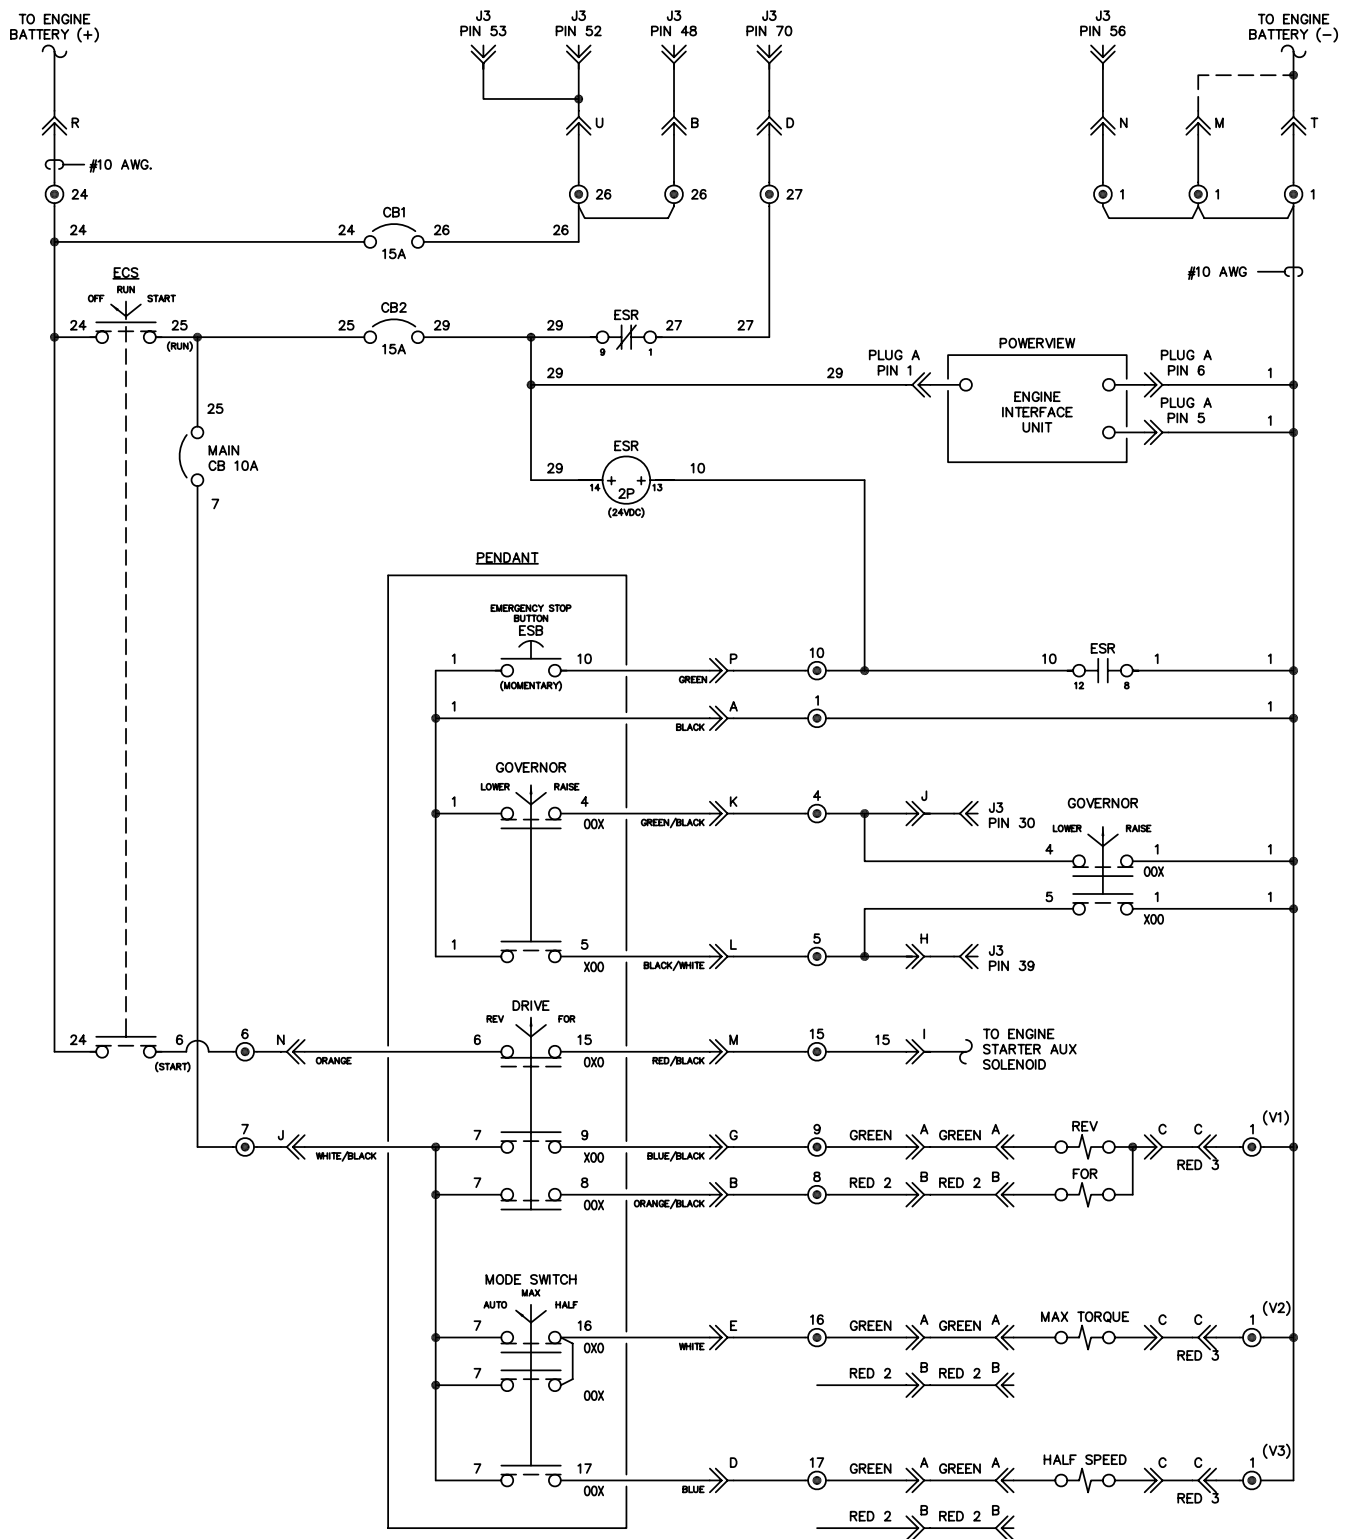 TO ENGINE
BATTERY (+)
J3
PIN 53
J3
PIN 52
J3
PIN 48
J3
PIN 70
J3
PIN 56
TO ENGINE
BATTERY (−)
R
U
B
D
N
M
T
#10 AWG.
24
26
26
27
1
1
1
24
24
CB1
15A
26
26
#10 AWG
ECS
RUN
OFF
START
24
25
(RUN)
25
CB2
15A
29
29
ESR
9
1
27
27
29
29
PLUG A
PIN 1
POWERVIEW
ENGINE
INTERFACE
UNIT
PLUG A
PIN 6
1
PLUG A
PIN 5
1
25
MAIN
CB 10A
7
29
ESR
14
+ +
2P
13
(24VDC)
10
PENDANT
EMERGENCY STOP
BUTTON
ESB
1
10
(MOMENTARY)
GREEN
P
10
10
ESR
12
8
1
1
1
BLACK
A
1
1
GOVERNOR
LOWER
RAISE
1
4
00X
GREEN/BLACK
K
4
J
J3
PIN 30
GOVERNOR
LOWER
RAISE
4
1
00X
1
5
1
X00
1
1
5
X00
BLACK/WHITE
L
5
H
J3
PIN 39
24
6
(START)
6
N
ORANGE
DRIVE
REV
FOR
6
15
0X0
RED/BLACK
M
15
15
I
TO ENGINE
STARTER AUX
SOLENOID
7
J
WHITE/BLACK
7
9
X00
BLUE/BLACK
G
9
GREEN
A
GREEN
A
REV
C
C
RED 3
1
(V1)
7
8
00X
ORANGE/BLACK
B
8
RED 2
B
RED 2
B
FOR
MODE SWITCH
MAX
AUTO
HALF
7
16
0X0
WHITE
E
16
GREEN
A
GREEN
A
MAX TORQUE
C
C
RED 3
1
(V2)
7
00X
RED 2
B
RED 2
B
7
17
00X
BLUE
D
17
GREEN
A
GREEN
A
HALF SPEED
C
C
RED 3
1
(V3)
RED 2
B
RED 2
B